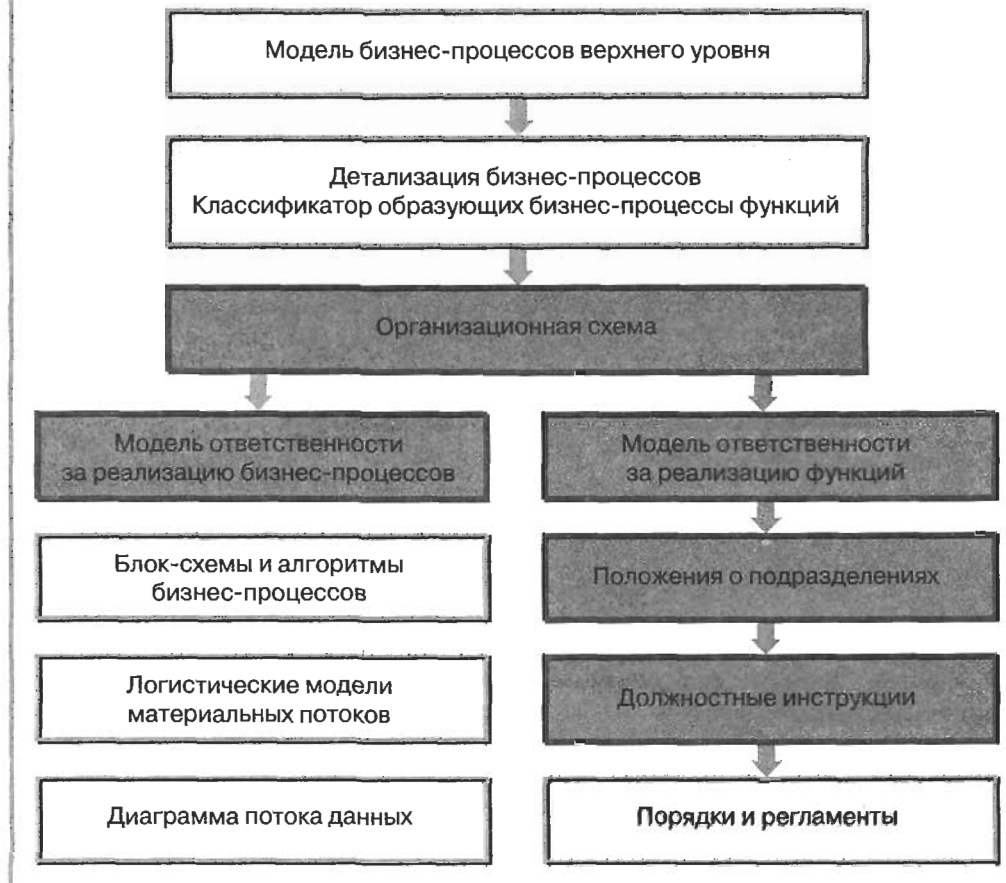 Модель бизнес-процессов верхнего уровня
Детализация бизнес-процессов
Классификатор образующих бизнес-процессы функций
Организационная схема
Модель ответственности
за реализацию бизнес-процессов
Модель ответственности
за реализацию функций
Блок-схемы и алгоритмы
бизнес-процессов
Положения о подразделениях
Логистические модели
материальных потоков
Должностные инструкции
Диаграмма потока данных
Порядки и регламенты